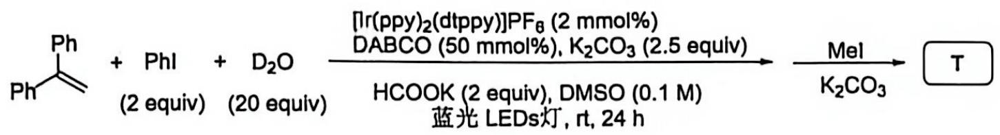 [Ir(ppy)₂(dtppy)]PF₆ (2 mmol%)
DABCO (50 mmol%), K₂CO₃ (2.5 equiv)
Ph
Ph
+ PhI + D₂O
(2 equiv) (20 equiv)
HCOOK (2 equiv), DMSO (0.1 M)
蓝光 LEDs灯, rt, 24 h
MeI
K₂CO₃
T